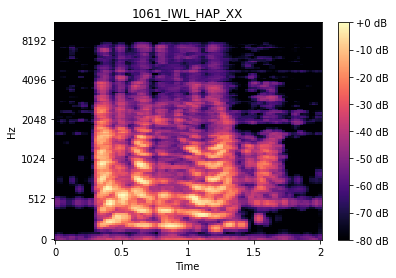 1061_IWL_HAP_XX
+0 dB
8192
-10 dB
4096
-20 dB
-30 dB
2048
Hz
-40 dB
1024
-50 dB
512
-60 dB
-70 dB
0
-80 dB
0
0.5
1
1.5
2
Time